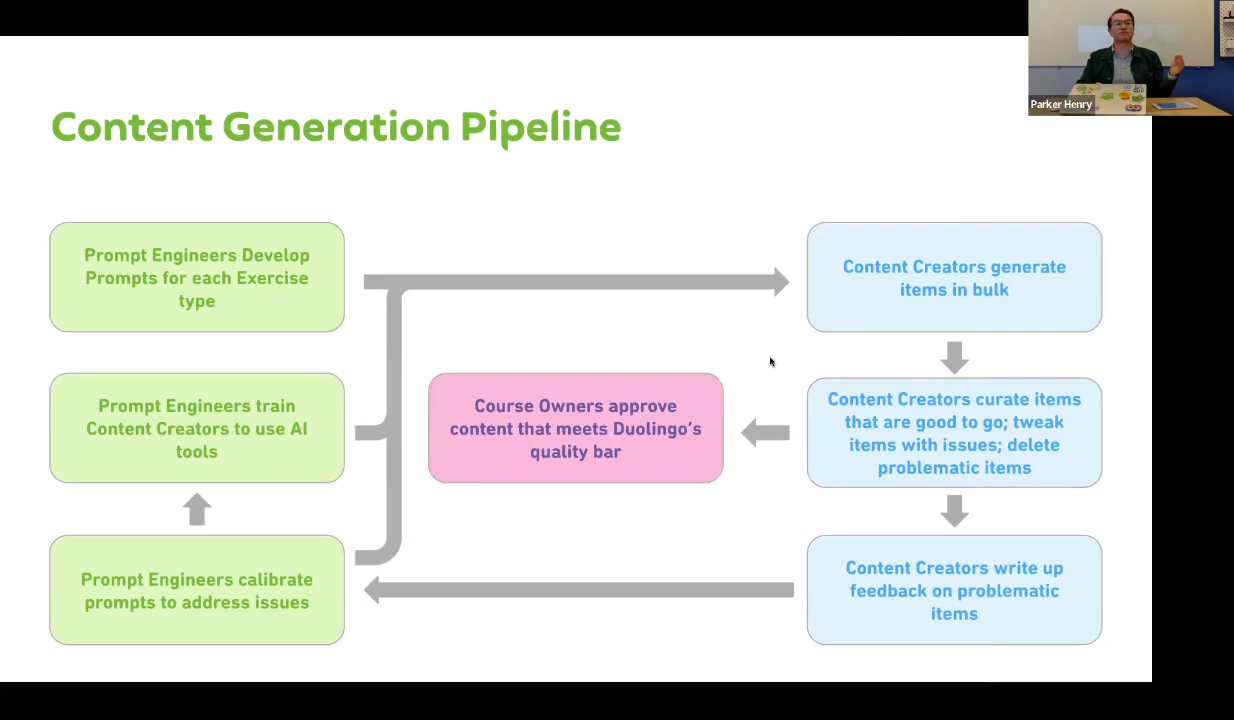 Parker Henry
Content Generation Pipeline
Prompt Engineers Develop
Prompts for each Exercise
type
Content Creators generate
items in bulk
Prompt Engineers train
Content Creators to use AI
tools
Course Owners approve
content that meets Duolingo's
quality bar
Content Creators curate items
that are good to go; tweak
items with issues; delete
problematic items
Prompt Engineers calibrate
prompts to address issues
Content Creators write up
feedback on problematic
items